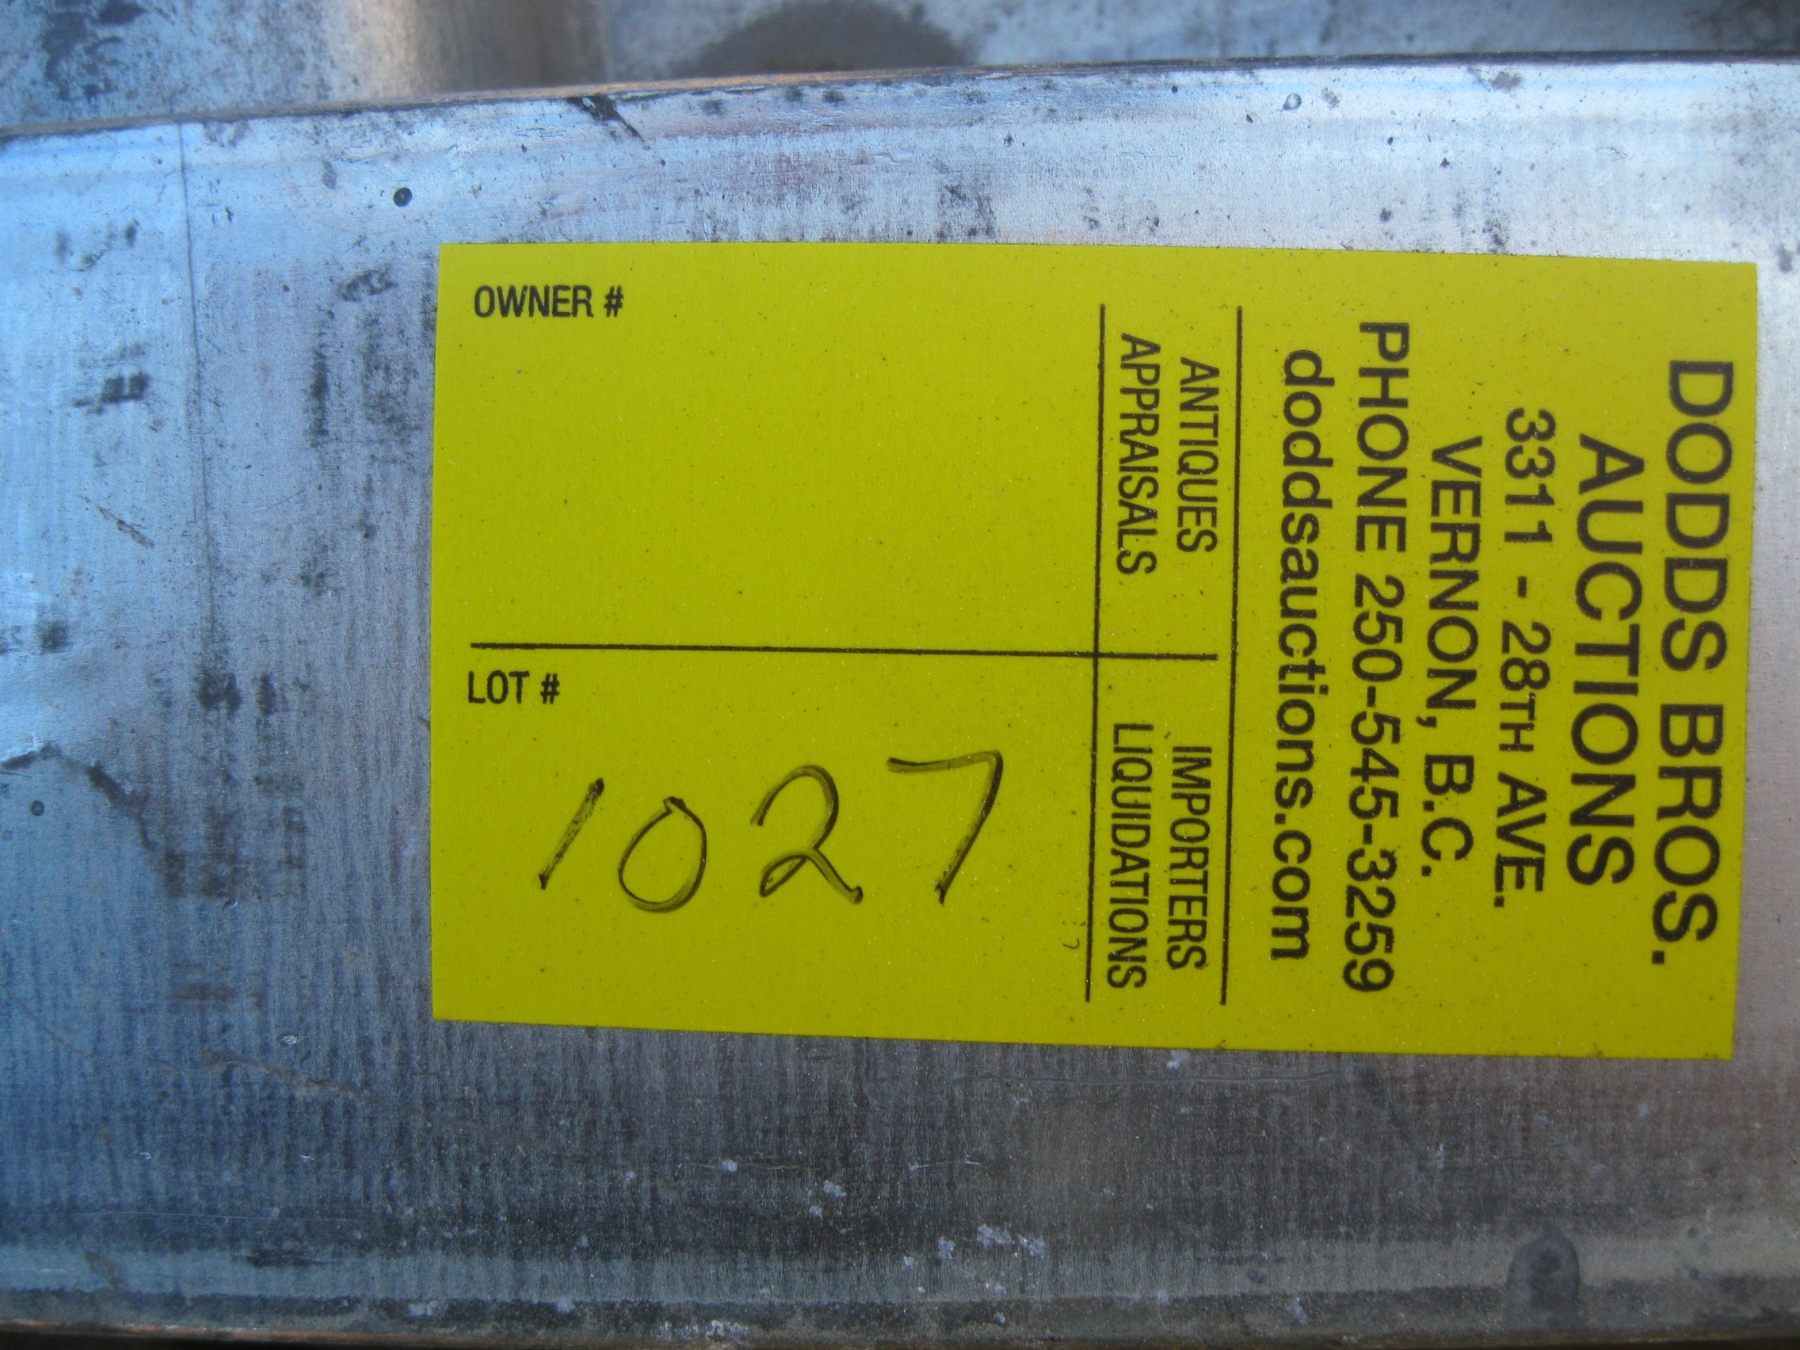 DODDS BROS.
AUCTIONS
3311 - 28TH AVE.
VERNON, B.C.
PHONE 250-545-3259
doddsauctions.com
ANTIQUES IMPORTERS
APPRAISALS LIQUIDATIONS
OWNER #
LOT #
1027